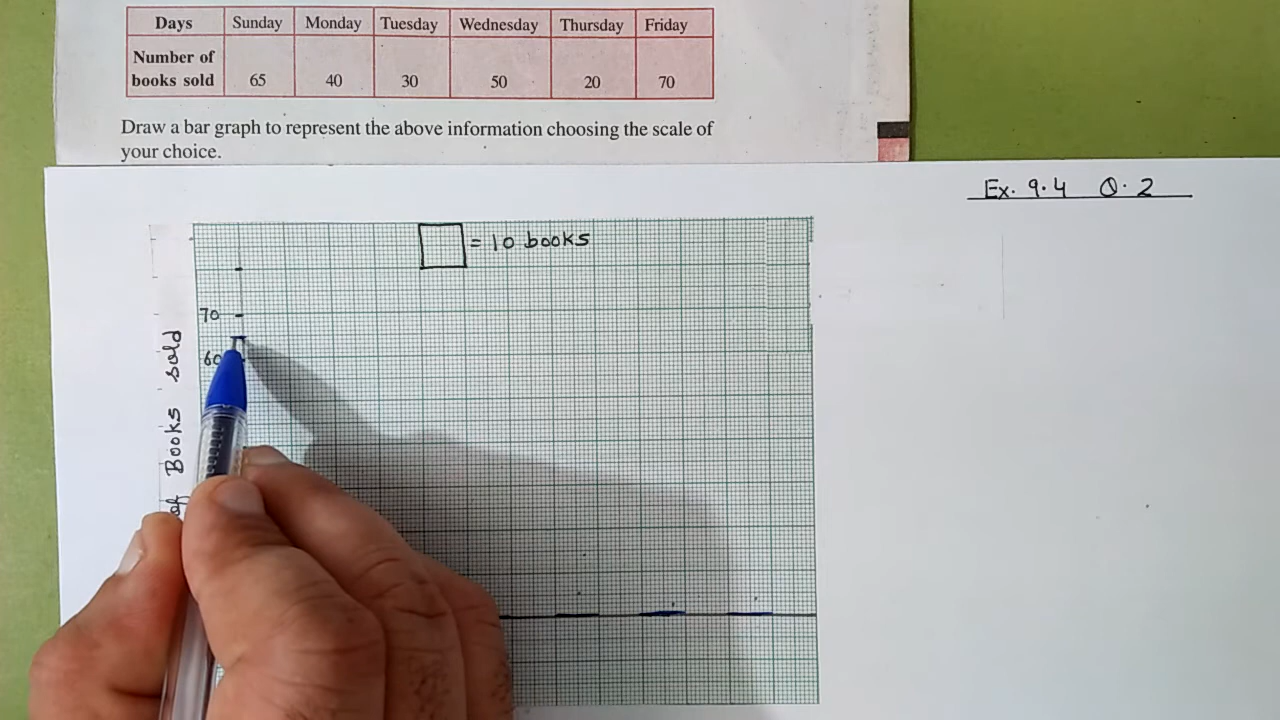 Days Sunday Monday Tuesday Wednesday Thursday Friday
Number of
books sold 65 40 30 50 20 70
Draw a bar graph to represent the above information choosing the scale of
your choice.
Ex. 9.4 Q.2
= 10 books
70
60
of Books sold